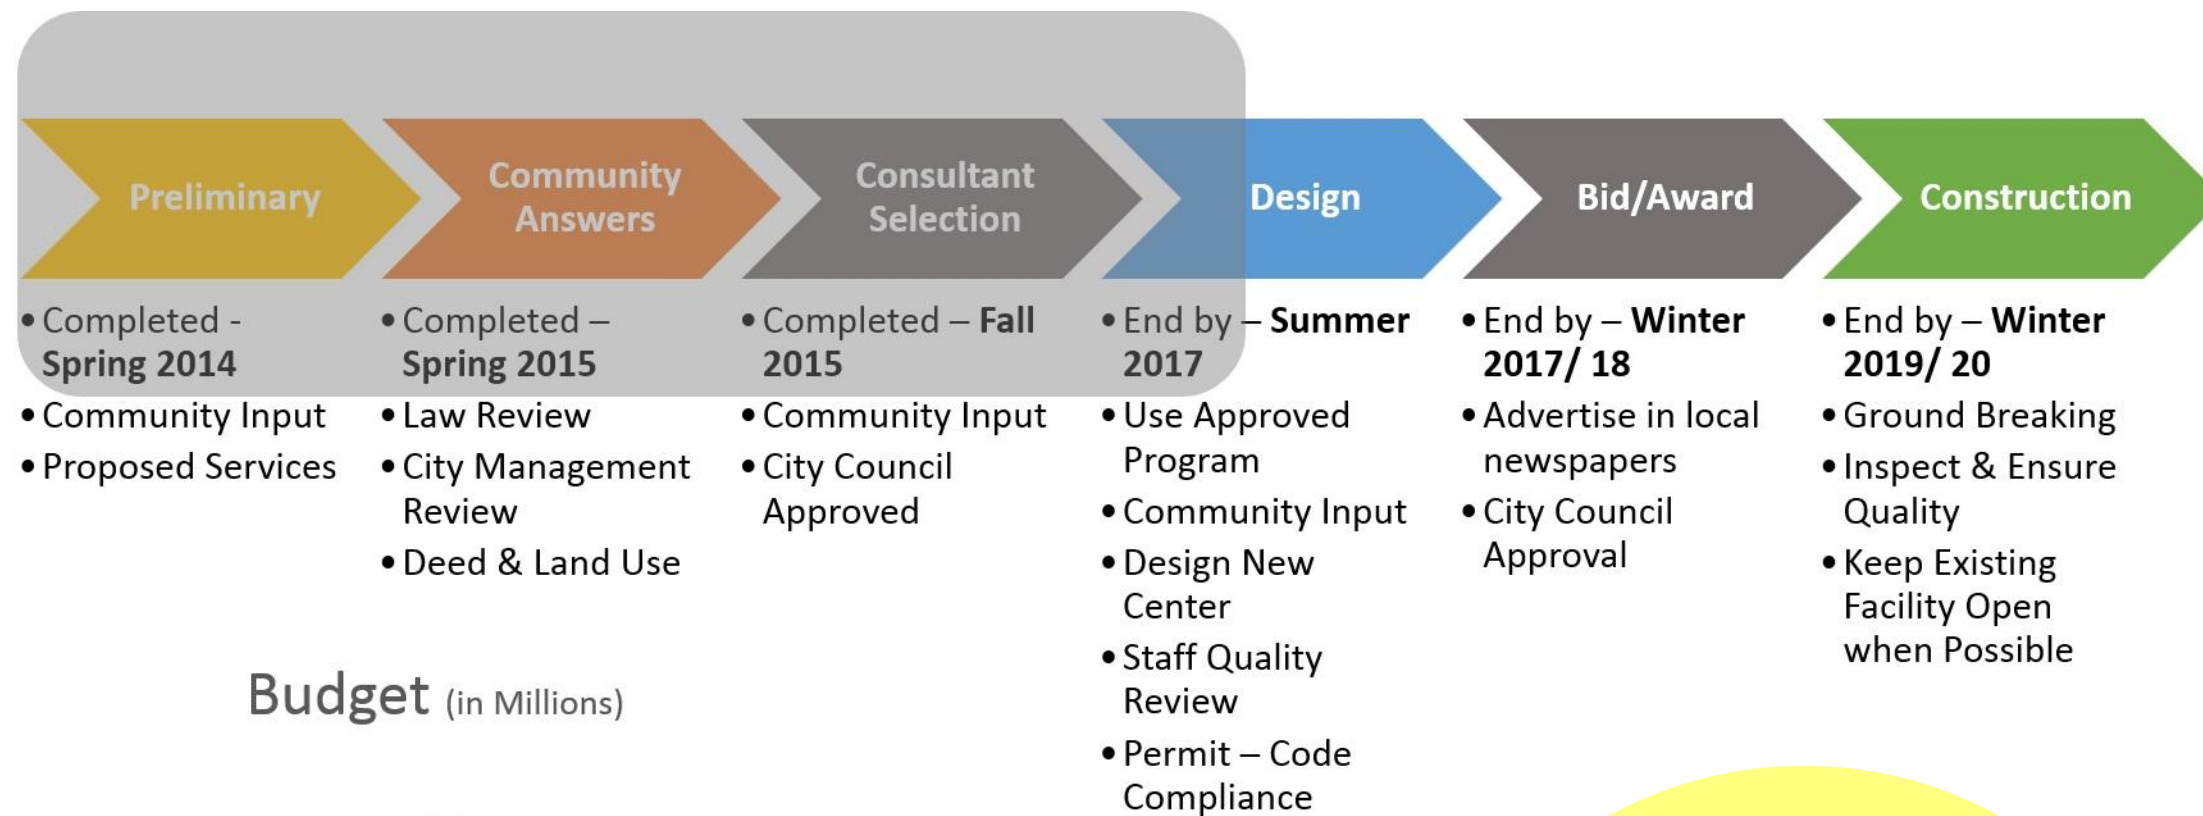 Preliminary
Community
Answers
Consultant
Selection
Design
Bid/Award
Construction
• Completed -
Spring 2014
• Community Input
• Proposed Services
• Completed –
Spring 2015
• Law Review
• City Management
Review
• Deed & Land Use
• Completed – Fall
2015
• Community Input
• City Council
Approved
• End by – Summer
2017
• Use Approved
Program
• Community Input
• Design New
Center
• Staff Quality
Review
• Permit – Code
Compliance
• End by – Winter
2017/ 18
• Advertise in local
newspapers
• City Council
Approval
• End by – Winter
2019/ 20
• Ground Breaking
• Inspect & Ensure
Quality
• Keep Existing
Facility Open
when Possible
Budget (in Millions)